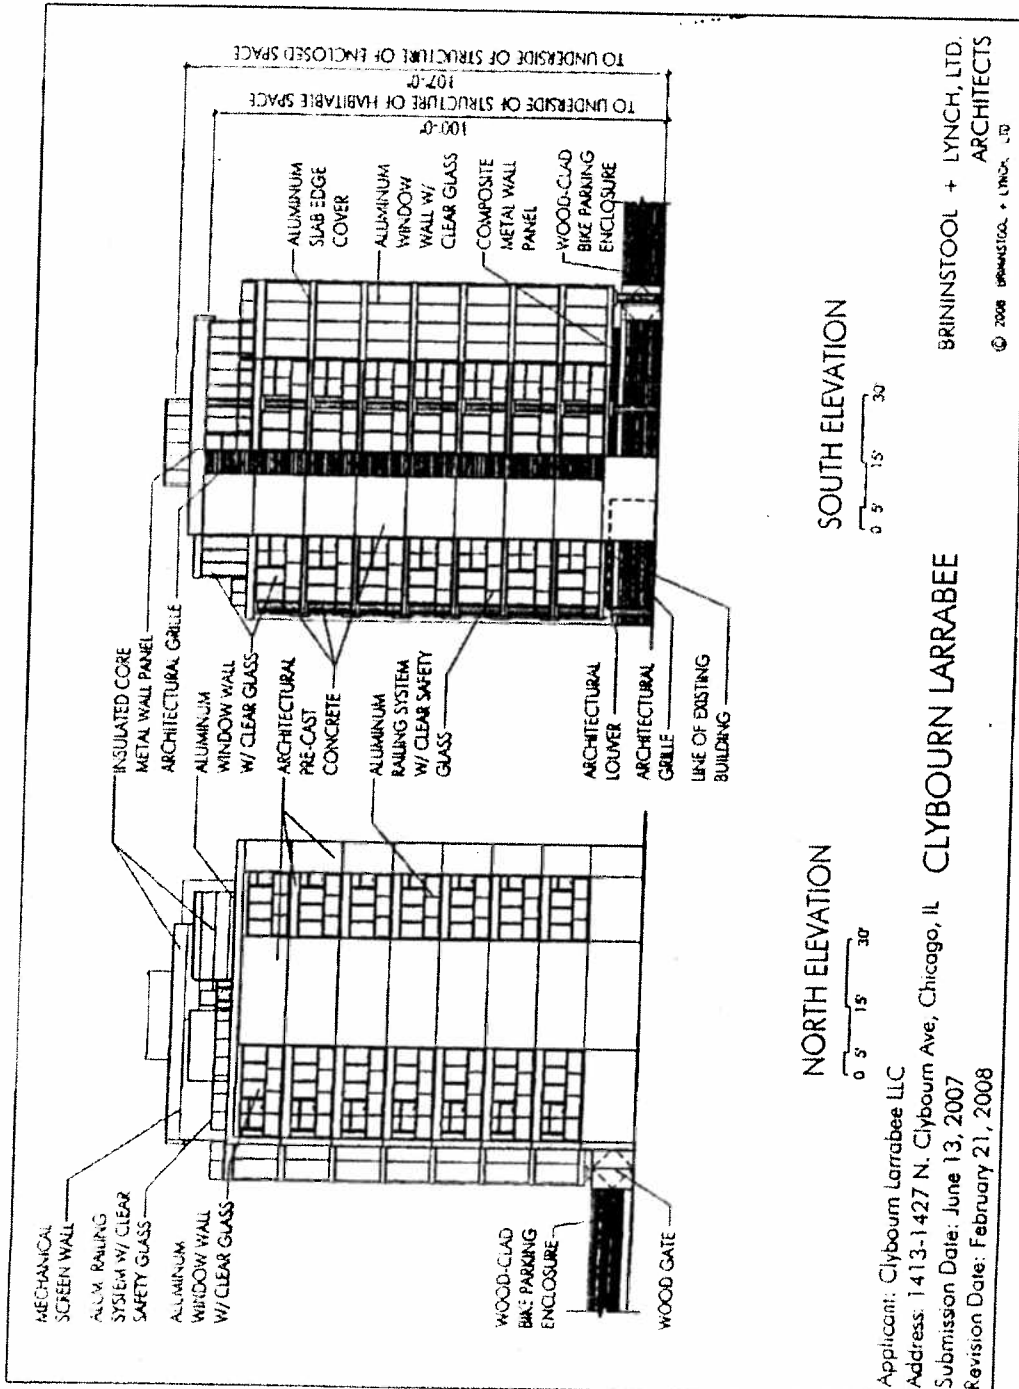 MECHANICAL
SCREEN WALL
ALUM. RAILING
SYSTEM W/ CLEAR
SAFETY GLASS
ALUMINUM
WINDOW WALL
W/ CLEAR GLASS
WOOD-CLAD
BIKE PARKING
ENCLOSURE
WOOD GATE
INSULATED CORE
METAL WALL PANEL
ARCHITECTURAL GRILLE
ALUMINUM
WINDOW WALL
W/ CLEAR GLASS
ARCHITECTURAL
PRE-CAST
CONCRETE
ALUMINUM
RAILING SYSTEM
W/ CLEAR SAFETY
GLASS
ARCHITECTURAL
LOUVER
ARCHITECTURAL
GRILLE
LINE OF EXISTING
BUILDING
ALUMINUM
SLAB EDGE
COVER
ALUMINUM
WINDOW
WALL W/
CLEAR GLASS
COMPOSITE
METAL WALL
PANEL
WOOD-CLAD
BIKE PARKING
ENCLOSURE
100'-0"
TO UNDERSIDE OF STRUCTURE OF HABITABLE SPACE
107'-0"
TO UNDERSIDE OF STRUCTURE OF ENCLOSED SPACE
NORTH ELEVATION
0 5' 15' 30'
SOUTH ELEVATION
0 5' 15' 30'
Applicant: Clybourn Larrabee LLC
Address: 1413-1427 N. Clybourn Ave, Chicago, IL
Submission Date: June 13, 2007
Revision Date: February 21, 2008
CLYBOURN LARRABEE
BRININSTOOL + LYNCH, LTD.
ARCHITECTS
© 2008 BRININSTOOL + LYNCH, LTD